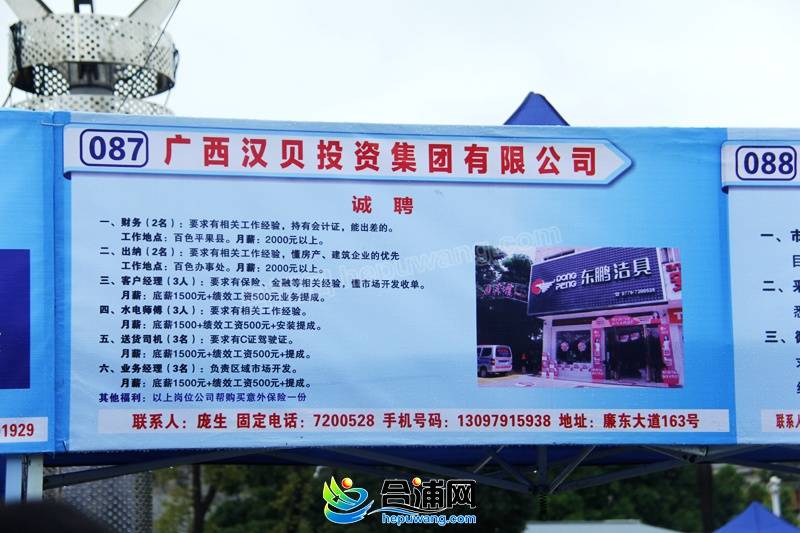 087 广西汉贝投资集团有限公司
诚 聘
一、财务（2名）：要求有相关工作经验，持有会计证，能出差的。
工作地点：百色平果县。月薪：2000元以上。
二、出纳（2名）：要求有相关工作经验，懂房产、建筑企业的优先
工作地点：百色办事处。月薪：2000元以上。
三、客户经理（3人）：要求有保险、金融等相关经验，懂市场开发收单。
月薪：底薪1500元+绩效工资500元业务提成。
四、水电师傅（3人）：要求有相关工作经验。
月薪：底薪1500+绩效工资500元+安装提成。
五、送货司机（3名）：要求有C证驾驶证。
月薪：底薪1500元+绩效工资500元+提成。
六、业务经理（3名）：负责区域市场开发。
月薪：底薪1500元+绩效工资500元+提成。
其他福利：以上岗位公司帮购买意外保险一份
联系人：庞生 固定电话：7200528 手机号码：13097915938 地址：廉东大道163号
DONG PENG 东鹏洁具
0779-7200528
01929
088
一、市
二、采
三、
hepuwang.com
合浦网
hepuwang.com